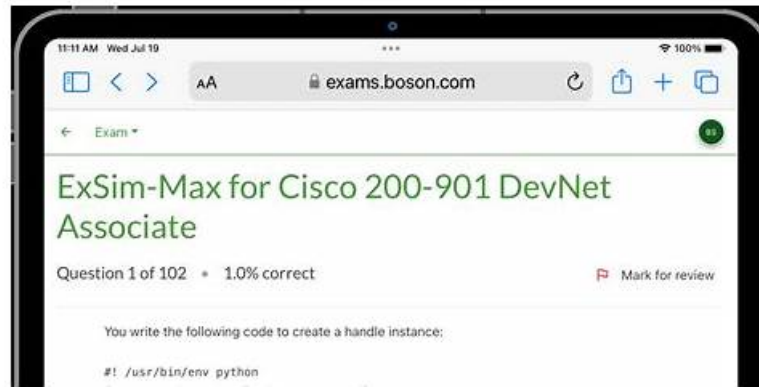 11:11 AM Wed Jul 19 100%
AA exams.boson.com
Exam
BS
ExSim-Max for Cisco 200-901 DevNet
Associate
Question 1 of 102 • 1.0% correct Mark for review
You write the following code to create a handle instance:
#! /usr/bin/env python